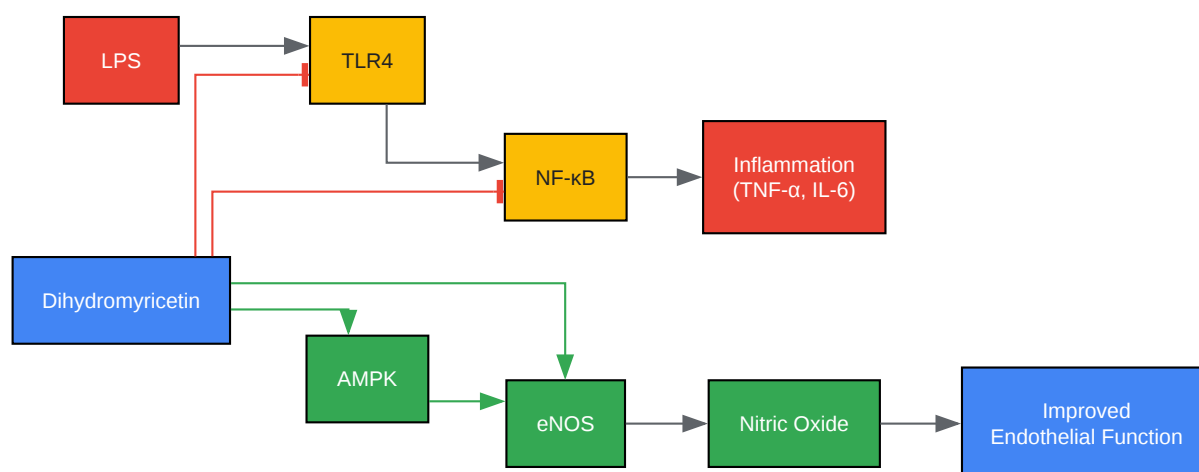 LPS
TLR4
NF-κB
Inflammation
(TNF-α, IL-6)
Dihydromyricetin
AMPK
eNOS
Nitric Oxide
Improved
Endothelial Function